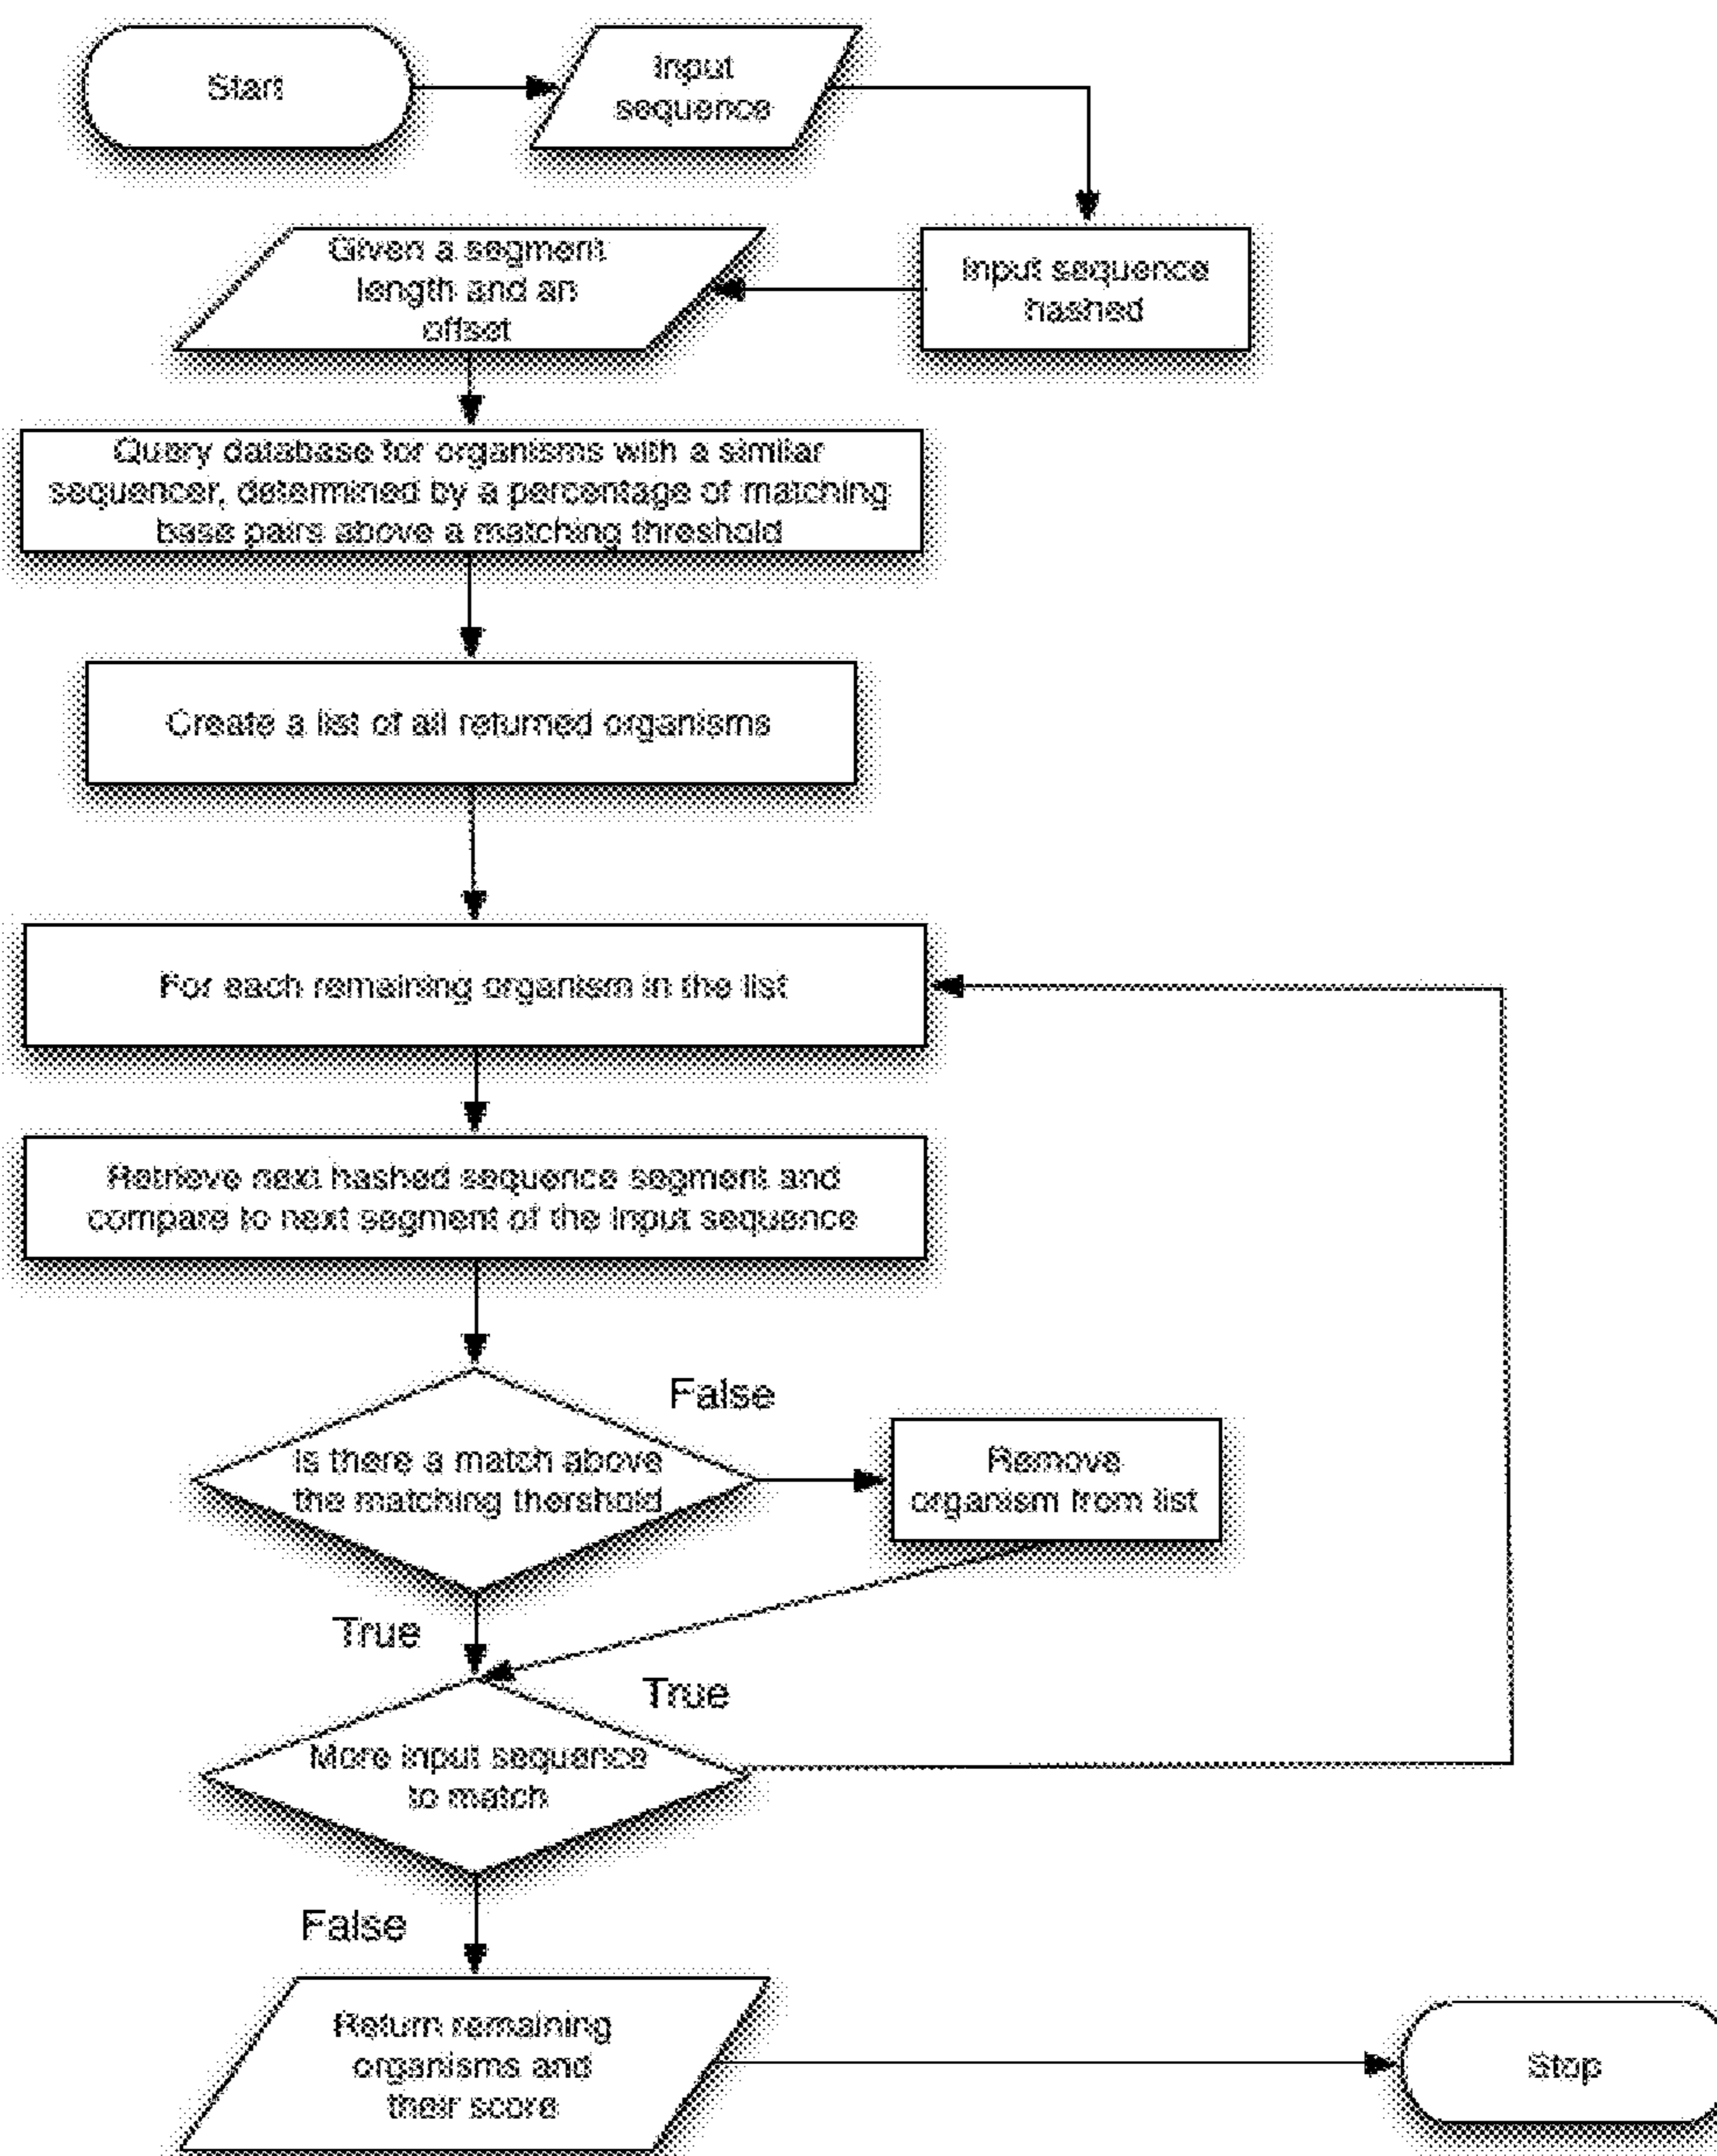 Start
Input
sequence
Input sequence
hashed
Given a segment
length and an
offset
Query database for organisms with a similar
sequencer, determined by a percentage of matching
base pairs above a matching threshold
Create a list of all returned organisms
For each remaining organism in the list
Retrieve next hashed sequence segment and
compare to next segment of the input sequence
False
Is there a match above
the matching thershold
Remove
organism from list
True
True
More input sequence
to match
False
Return remaining
organisms and
their score
Stop